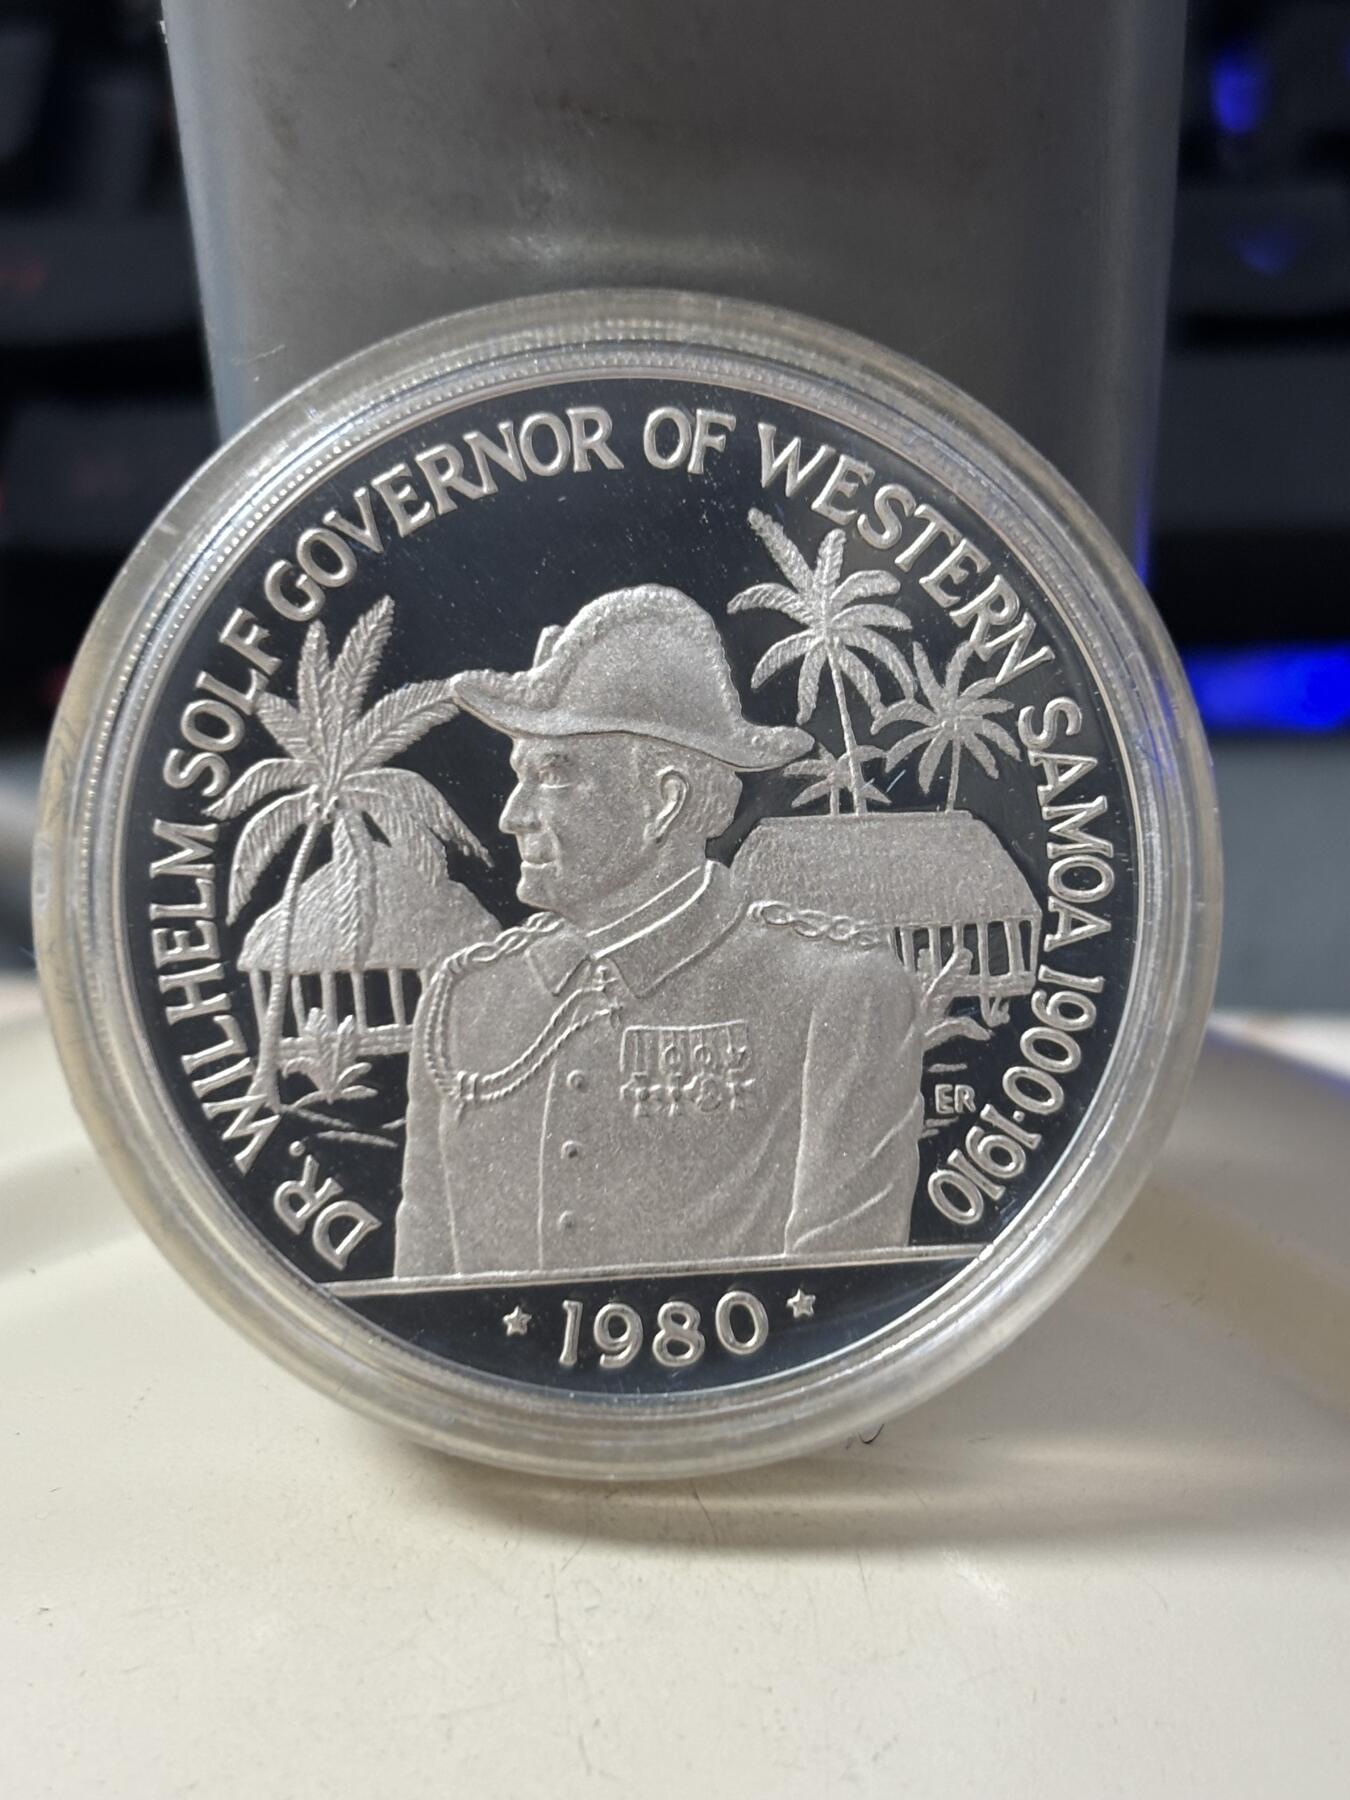 DR. WILHELM SOLF GOVERNOR OF WESTERN SAMOA 1900·1910
ER
★ 1980 ★